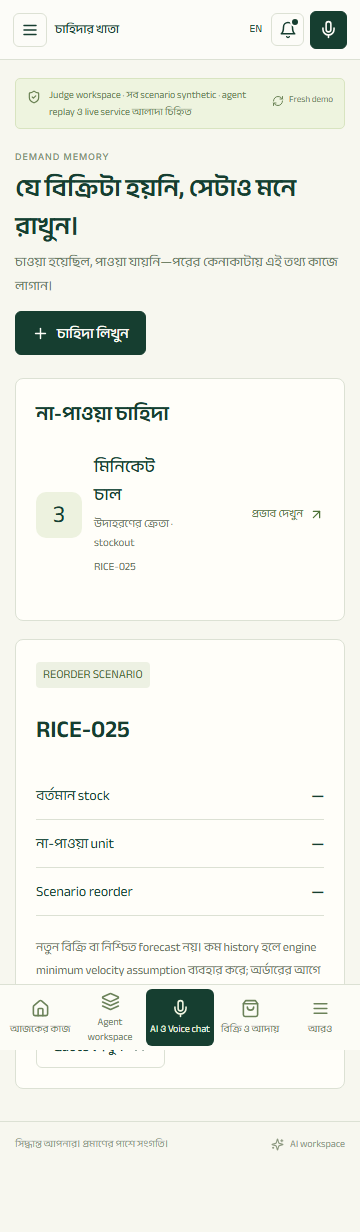 চাহিদার খাতা
EN
Judge workspace · সব scenario synthetic · agent
replay ও live service আলাদা চিহ্নিত
Fresh demo
DEMAND MEMORY
যে বিক্রিটা হয়নি, সেটাও মনে
রাখুন।
চাওয়া হয়েছিল, পাওয়া যায়নি—পরের কেনাকাটায় এই তথ্য কাজে
লাগান।
চাহিদা লিখুন
না-পাওয়া চাহিদা
3
মিনিকেট
চাল
উদাহরণের ক্রেতা ·
stockout
RICE-025
প্রভাব দেখুন
REORDER SCENARIO
RICE-025
বর্তমান stock —
না-পাওয়া unit —
Scenario reorder —
নতুন বিক্রি বা নিশ্চিত forecast নয়। কম history হলে engine
minimum velocity assumption ব্যবহার করে; অর্ডারের আগে
আজকের কাজ
Agent
workspace
AI ও Voice chat
বিক্রি ও আদায়
আরও
সিদ্ধান্ত আপনার। প্রমাণের পাশে সংগতি।
AI workspace